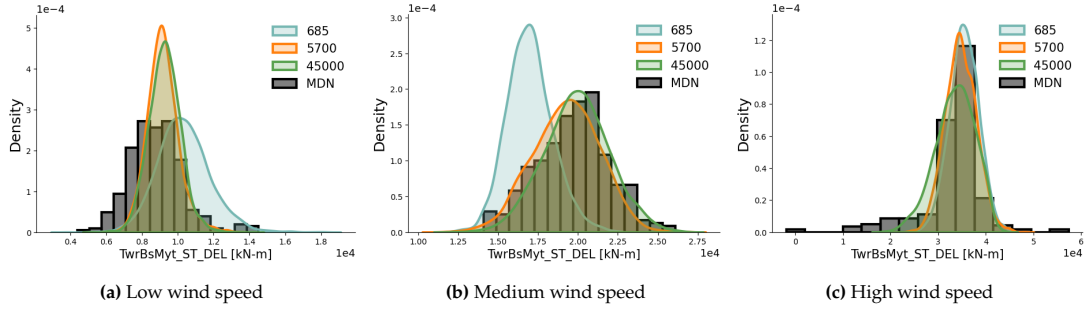 1e−4
5
4
3
2
1
0
Density
0.4
0.6
0.8
1.0
1.2
1.4
1.6
1.8
1e4
TwrBsMyt_ST_DEL [kN-m]
685
5700
45000
MDN
(a) Low wind speed
1e−4
3.0
2.5
2.0
1.5
1.0
0.5
0.0
Density
1.00
1.25
1.50
1.75
2.00
2.25
2.50
2.75
1e4
TwrBsMyt_ST_DEL [kN-m]
685
5700
45000
MDN
(b) Medium wind speed
1e−4
1.2
1.0
0.8
0.6
0.4
0.2
0.0
Density
0
1
2
3
4
5
6
1e4
TwrBsMyt_ST_DEL [kN-m]
685
5700
45000
MDN
(c) High wind speed